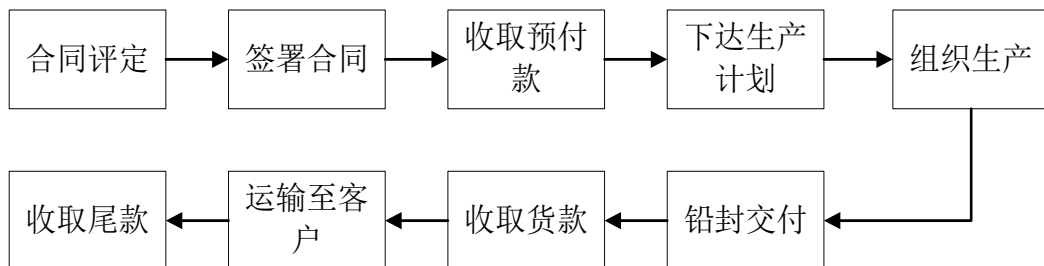 合同评定
签署合同
收取预付
款
下达生产
计划
组织生产
铅封交付
收取货款
运输至客
户
收取尾款